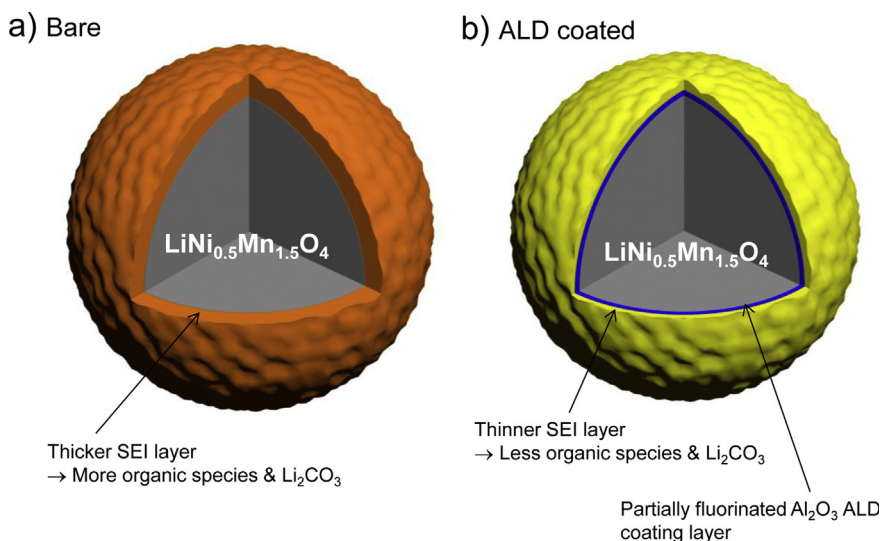 a) Bare
LiNi₀.₅Mn₁.₅O₄
Thicker SEI layer
→ More organic species & Li₂CO₃
b) ALD coated
LiNi₀.₅Mn₁.₅O₄
Thinner SEI layer
→ Less organic species & Li₂CO₃
Partially fluorinated Al₂O₃ ALD
coating layer